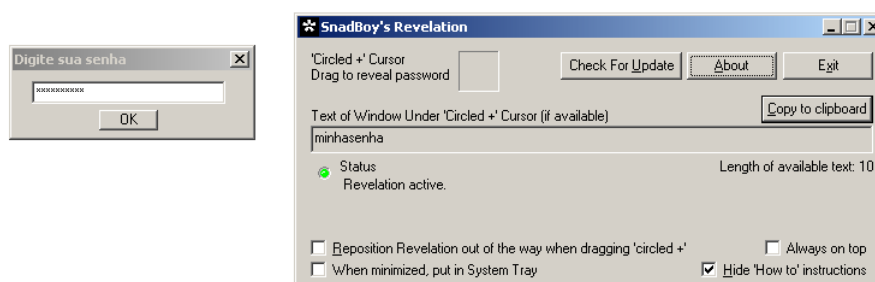 Digite sua senha
xxxxxxxxxx
OK
SnadBoy's Revelation
'Circled +' Cursor
Drag to reveal password
Check For Update
About
Exit
Copy to clipboard
Text of Window Under 'Circled +' Cursor (if available)
minhasenha
Status
Revelation active.
Length of available text: 10
Reposition Revelation out of the way when dragging 'circled +'
Always on top
When minimized, put in System Tray
Hide 'How to' instructions